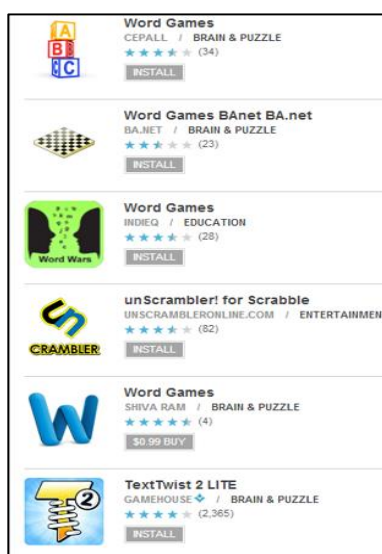 A
B B
C C
Word Games
CEPALL / BRAIN & PUZZLE
(34)
INSTALL
Word Games BAnet BA.net
BA.NET / BRAIN & PUZZLE
(23)
INSTALL
Word Wars
Word Games
INDIEQ / EDUCATION
(28)
INSTALL
un
CRAMBLER
unScrambler! for Scrabble
UNSCRAMBLERONLINE.COM / ENTERTAINMEN
(82)
INSTALL
W
Word Games
SHIVA RAM / BRAIN & PUZZLE
(4)
$0.99 BUY
T 2
TextTwist 2 LITE
GAMEHOUSE / BRAIN & PUZZLE
(2,365)
INSTALL